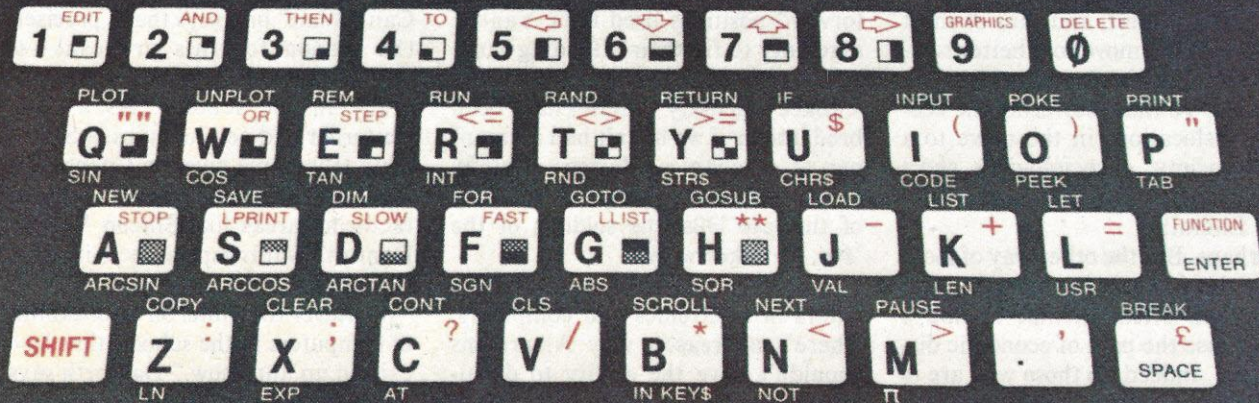 EDIT AND THEN TO GRAPHICS DELETE
1 2 3 4 5 6 7 8 9 0
PLOT UNPLOT REM RUN RAND RETURN IF INPUT POKE PRINT
"" OR STEP <= <> >= $ ( ) "
Q W E R T Y U I O P
SIN COS TAN INT RND STR$ CHR$ CODE PEEK TAB
NEW SAVE DIM FOR GOTO GOSUB LOAD LIST LET
STOP LPRINT SLOW FAST LLIST ** - + = FUNCTION
A S D F G H J K L ENTER
ARCSIN ARCCOS ARCTAN SGN ABS SQR VAL LEN USR
COPY CLEAR CONT CLS SCROLL NEXT PAUSE BREAK
: ; ? / * < > , £
SHIFT Z X C V B N M . SPACE
LN EXP AT IN KEY$ NOT π